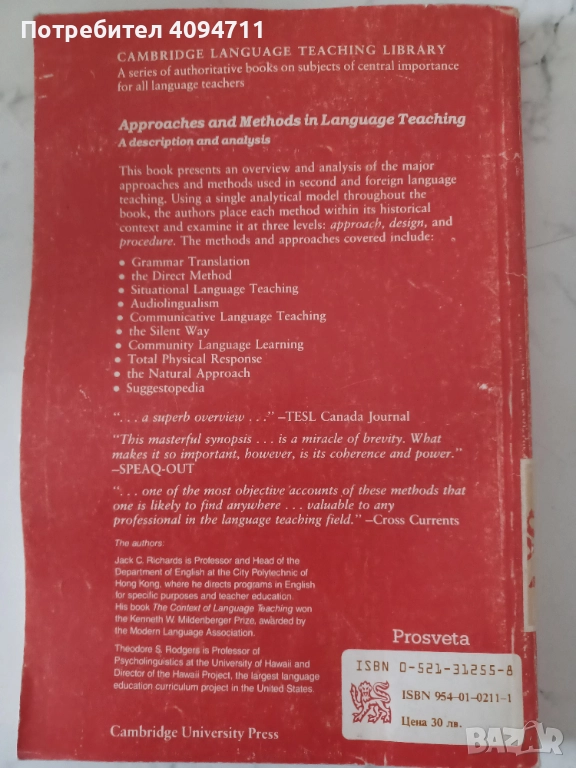 Потребител 4094711
CAMBRIDGE LANGUAGE TEACHING LIBRARY
A series of authoritative books on subjects of central importance
for all language teachers
Approaches and Methods in Language Teaching
A description and analysis
This book presents an overview and analysis of the major
approaches and methods used in second and foreign language
teaching. Using a single analytical model throughout the
book, the authors place each method within its historical
context and examine it at three levels: approach, design, and
procedure. The methods and approaches covered include:
• Grammar Translation
• the Direct Method
• Situational Language Teaching
• Audiolingualism
• Communicative Language Teaching
• the Silent Way
• Community Language Learning
• Total Physical Response
• the Natural Approach
• Suggestopedia
“. . . a superb overview . . .” –TESL Canada Journal
“This masterful synopsis . . . is a miracle of brevity. What
makes it so important, however, is its coherence and power.”
–SPEAQ-OUT
“. . . one of the most objective accounts of these methods that
one is likely to find anywhere . . . valuable to any
professional in the language teaching field.” –Cross Currents
The authors:
Jack C. Richards is Professor and Head of the
Department of English at the City Polytechnic of
Hong Kong, where he directs programs in English
for specific purposes and teacher education.
His book The Context of Language Teaching won
the Kenneth W. Mildenberger Prize, awarded by
the Modern Language Association.
Theodore S. Rodgers is Professor of
Psycholinguistics at the University of Hawaii and
Director of the Hawaii Project, the largest language
education curriculum project in the United States.
Prosveta
ISBN 0-521-31255-8
ISBN 954-01-0211-1
Цена 30 лв.
Cambridge University Press
BAZAR